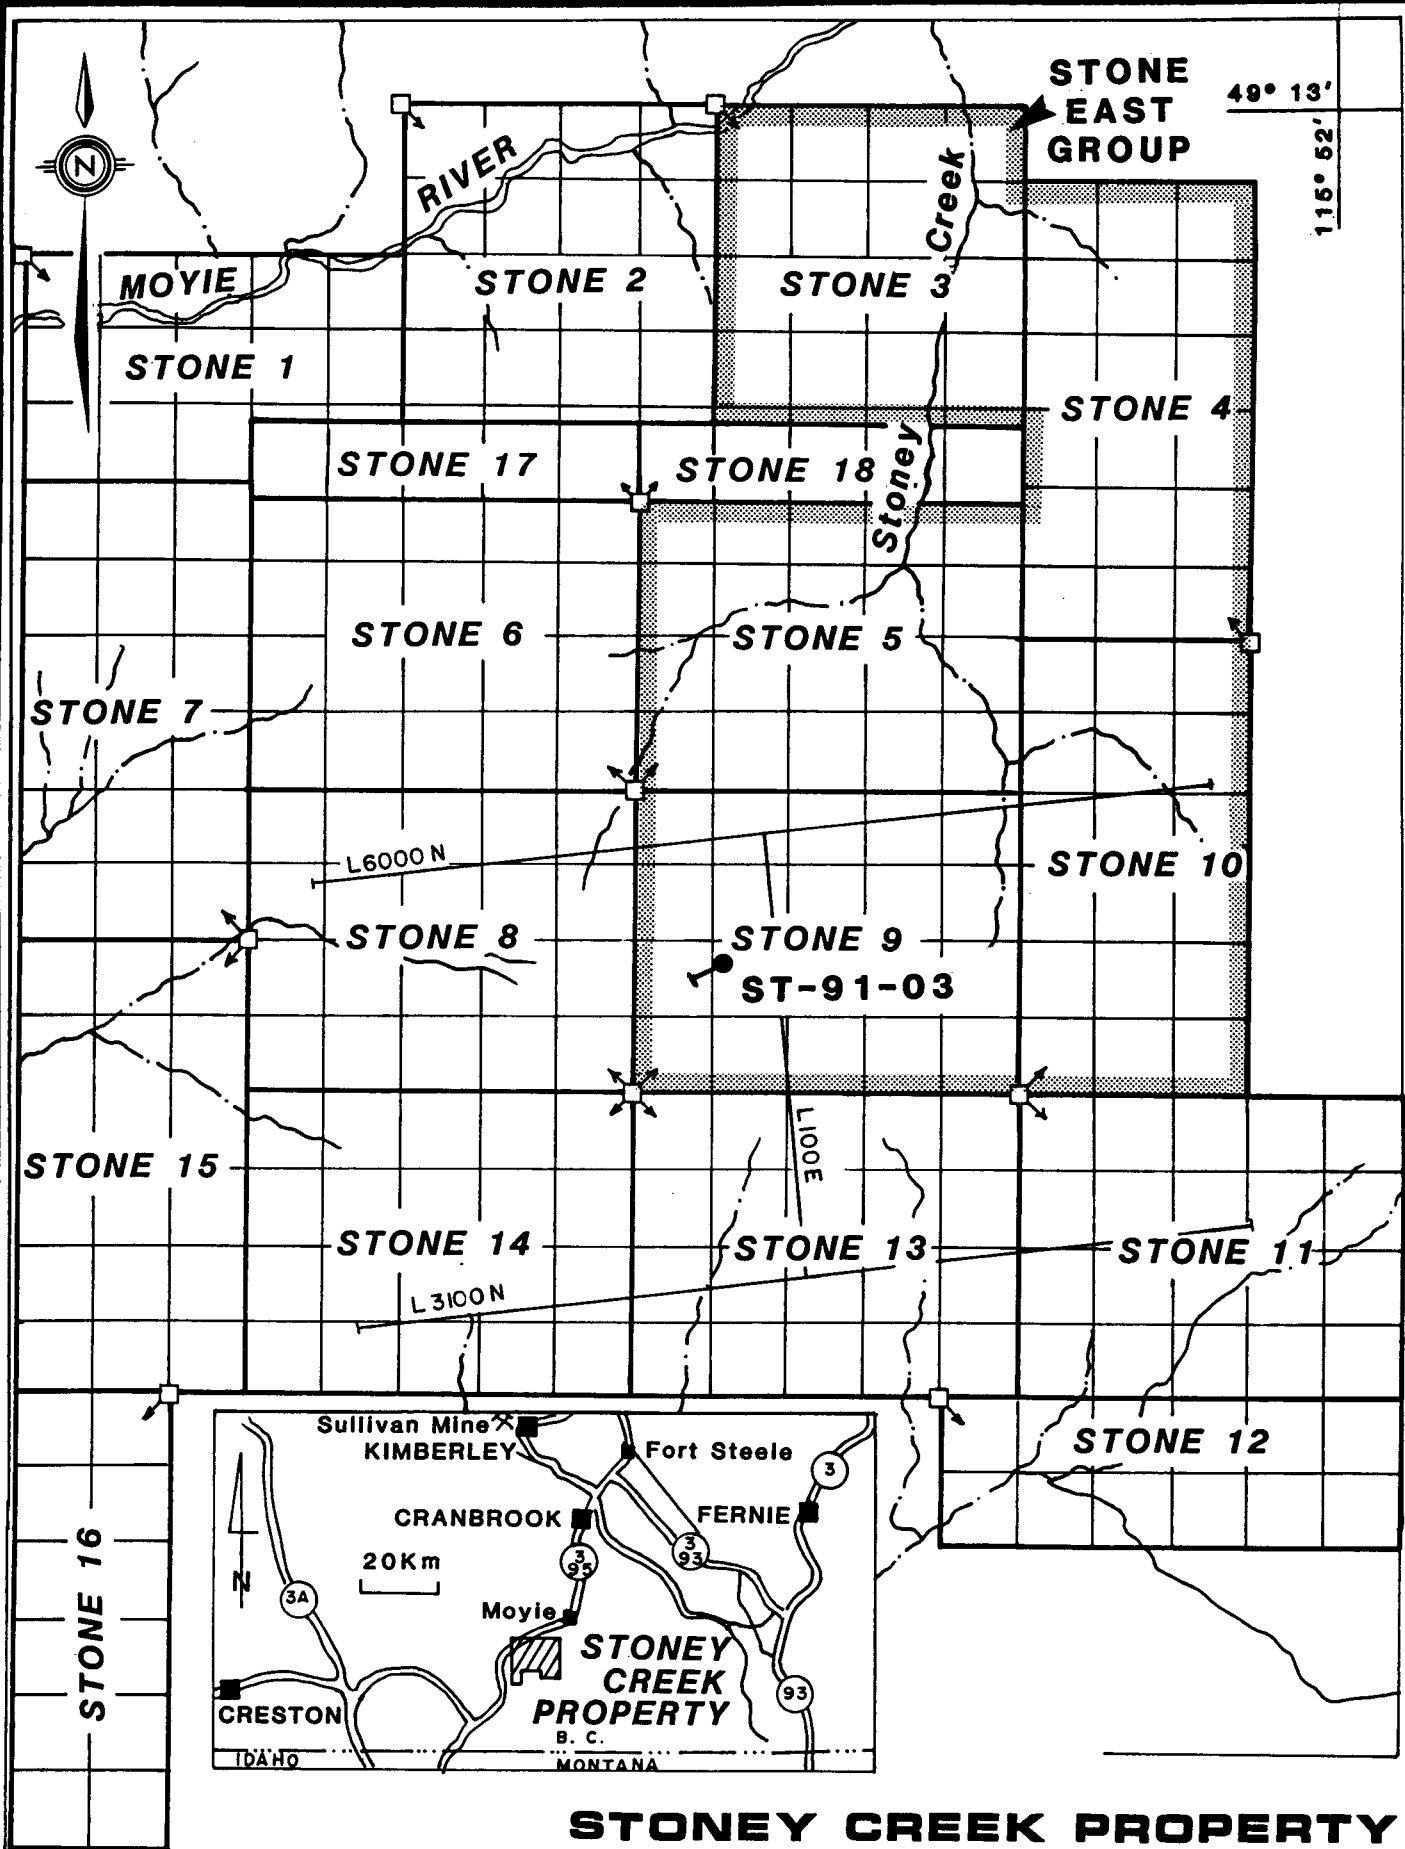 STONE
EAST
GROUP
49° 13'
115° 52'
N
RIVER
MOYIE
Creek
STONE 2
STONE 3
STONE 1
STONE 4
STONE 17
STONE 18
Stoney
STONE 6
STONE 5
STONE 7
L6000N
STONE 10
STONE 8
STONE 9
ST-91-03
L100E
STONE 15
STONE 14
STONE 13
STONE 11
L3100N
STONE 12
STONE 16
Sullivan Mine
KIMBERLEY
Fort Steele
3
CRANBROOK
FERNIE
3
95
3
93
20Km
N
3A
Moyie
STONEY
CREEK
PROPERTY
93
CRESTON
B. C.
IDAHO
MONTANA
STONEY CREEK PROPERTY